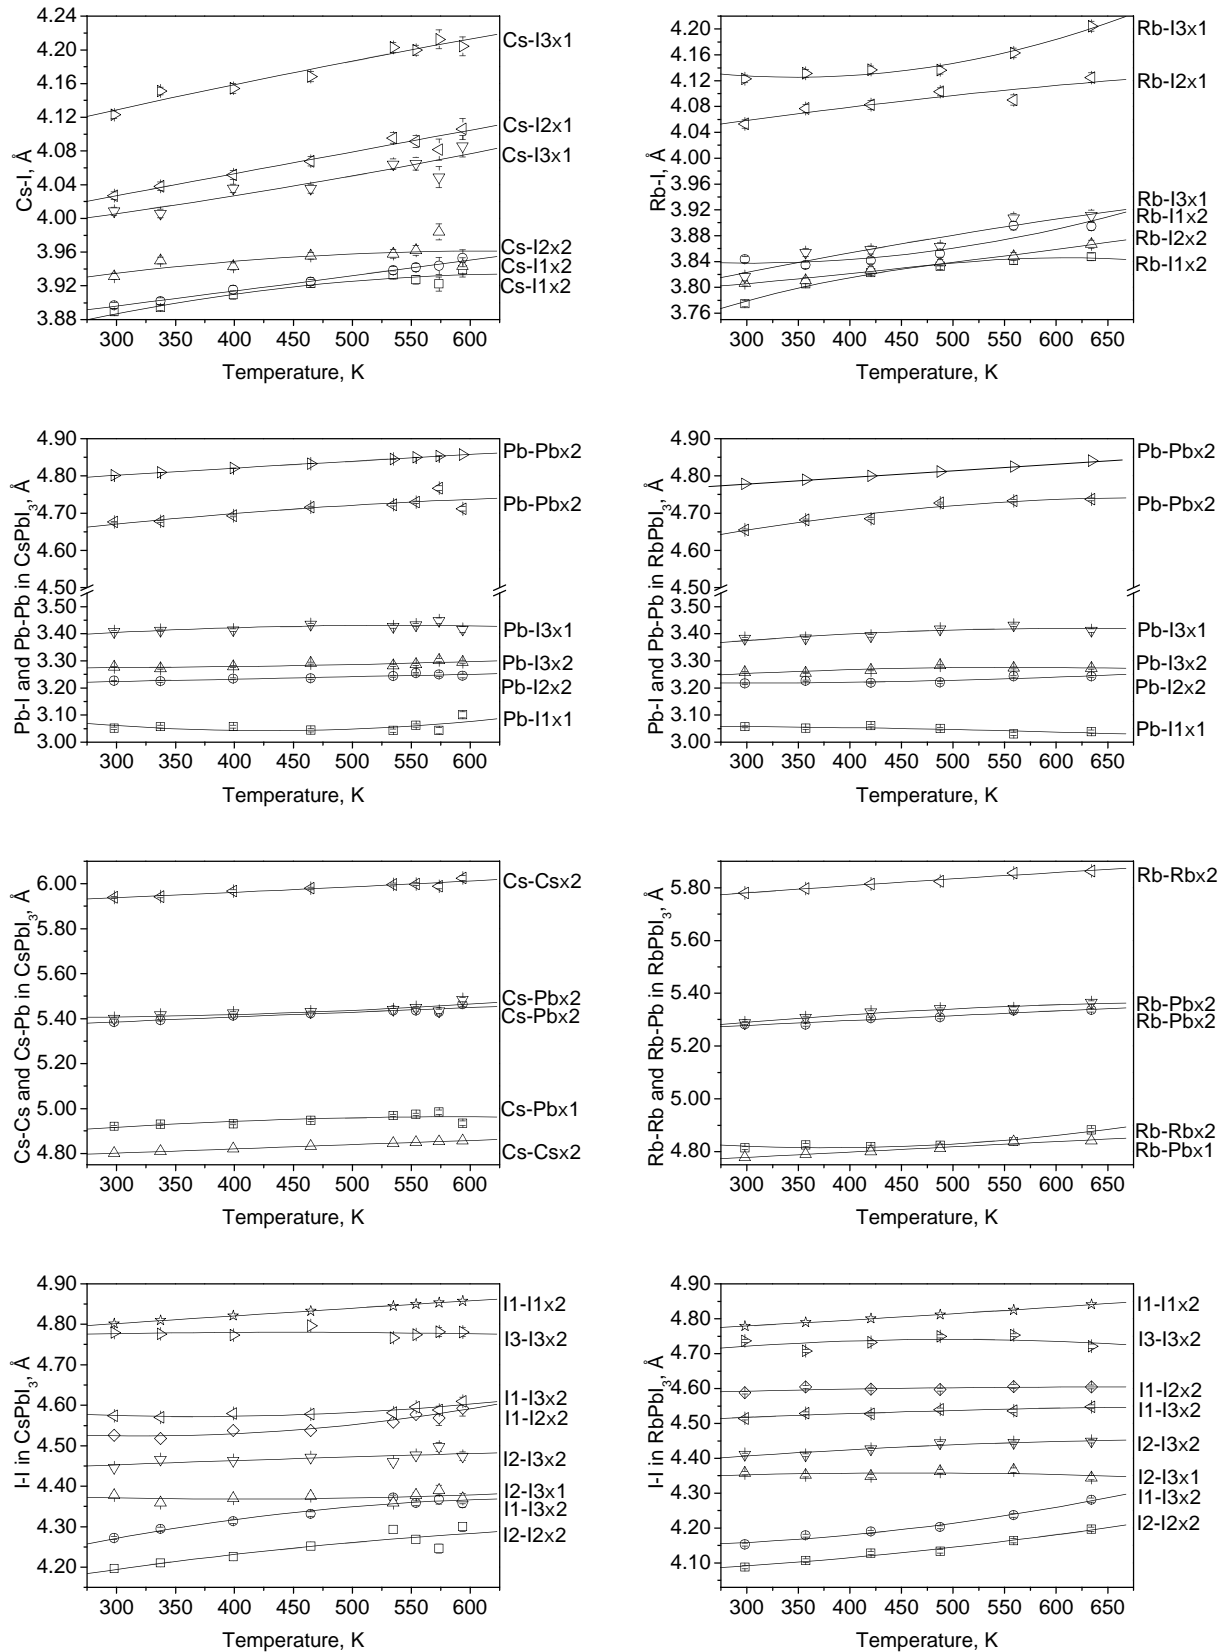 4.24
4.20
4.16
4.12
4.08
4.04
4.00
3.96
3.92
3.88
Cs-I, Å
Cs-I3x1
Cs-I2x1
Cs-I3x1
Cs-I2x2
Cs-I1x2
Cs-I1x2
300 350 400 450 500 550 600
Temperature, K
4.20
4.16
4.12
4.08
4.04
4.00
3.96
3.92
3.88
3.84
3.80
3.76
Rb-I, Å
Rb-I3x1
Rb-I2x1
Rb-I3x1
Rb-I1x2
Rb-I2x2
Rb-I1x2
300 350 400 450 500 550 600 650
Temperature, K
4.90
4.80
4.70
4.60
4.50
3.50
3.40
3.30
3.20
3.10
3.00
Pb-I and Pb-Pb in CsPbI3, Å
Pb-Pbx2
Pb-Pbx2
Pb-I3x1
Pb-I3x2
Pb-I2x2
Pb-I1x1
300 350 400 450 500 550 600
Temperature, K
4.90
4.80
4.70
4.60
4.50
3.50
3.40
3.30
3.20
3.10
3.00
Pb-I and Pb-Pb in RbPbI3, Å
Pb-Pbx2
Pb-Pbx2
Pb-I3x1
Pb-I3x2
Pb-I2x2
Pb-I1x1
300 350 400 450 500 550 600 650
Temperature, K
6.00
5.80
5.60
5.40
5.20
5.00
4.80
Cs-Cs and Cs-Pb in CsPbI3, Å
Cs-Csx2
Cs-Pbx2
Cs-Pbx2
Cs-Pbx1
Cs-Csx2
300 350 400 450 500 550 600
Temperature, K
5.80
5.60
5.40
5.20
5.00
4.80
Rb-Rb and Rb-Pb in RbPbI3, Å
Rb-Rbx2
Rb-Pbx2
Rb-Pbx2
Rb-Rbx2
Rb-Pbx1
300 350 400 450 500 550 600 650
Temperature, K
4.90
4.80
4.70
4.60
4.50
4.40
4.30
4.20
I-I in CsPbI3, Å
I1-I1x2
I3-I3x2
I1-I3x2
I1-I2x2
I2-I3x2
I2-I3x1
I1-I3x2
I2-I2x2
300 350 400 450 500 550 600
Temperature, K
4.90
4.80
4.70
4.60
4.50
4.40
4.30
4.20
4.10
I-I in RbPbI3, Å
I1-I1x2
I3-I3x2
I1-I2x2
I1-I3x2
I2-I3x2
I2-I3x1
I1-I3x2
I2-I2x2
300 350 400 450 500 550 600 650
Temperature, K